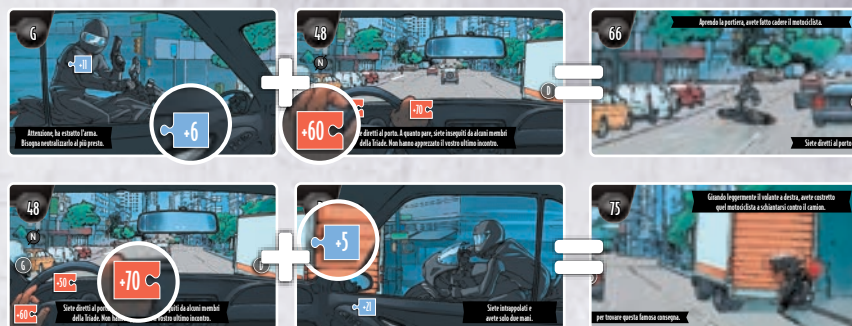 G
+11
Attenzione, ha estratto l'arma.
Bisogna neutralizzarlo al più presto.
+6
+
48
N
D
+60
+70
e diretti al porto. A quanto pare, siete inseguiti da alcuni membri
della Triade. Non hanno apprezzato il vostro ultimo incontro.
=
66
Aprendo la portiera, avete fatto cadere il motociclista.
Siete diretti al porto
48
N
G
D
+50
+60
+70
Siete diretti al porto
guiti da alcuni membri
della Triade. Non
vostro ultimo incontro.
+
+5
+21
Siete intrappolati e
avete solo due mani.
=
75
Girando leggermente il volante a destra, avete costretto
quel motociclista a schiantarsi contro il camion.
per trovare questa famosa consegna.